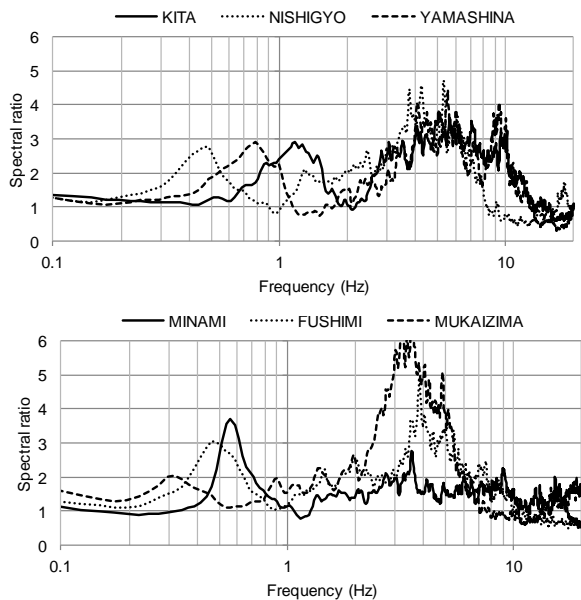 KITA NISHIGYO YAMASHINA
6
5
4
3
2
1
0
Spectral ratio
0.1 1 10
Frequency (Hz)
MINAMI FUSHIMI MUKAIZIMA
6
5
4
3
2
1
0
Spectral ratio
0.1 1 10
Frequency (Hz)